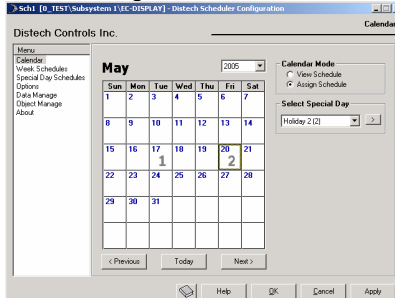 Sch1 [D_TEST\Subsystem 1\EC-DISPLAY] - Distech Scheduler Configuration
Calendar
Distech Controls Inc.
Menu
Calendar
Week Schedules
Special Day Schedules
Options
Data Manage
Object Manage
About
May 2005
Sun Mon Tue Wed Thu Fri Sat
1 2 3 4 5 6 7
8 9 10 11 12 13 14
15 16 17 18 19 20 21
1 2
22 23 24 25 26 27 28
29 30 31
< Previous Today Next >
Calendar Mode
View Schedule
Assign Schedule
Select Special Day
Holiday 2 (2) >
Help OK Cancel Apply